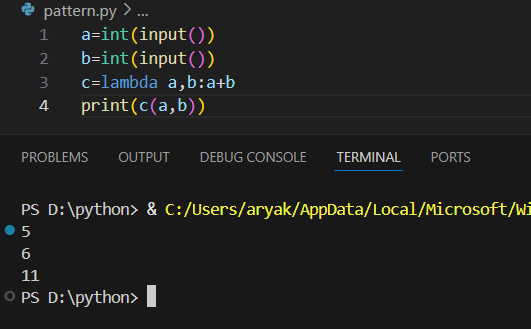 pattern.py > ...
1 a=int(input())
2 b=int(input())
3 c=lambda a,b:a+b
4 print(c(a,b))
PROBLEMS OUTPUT DEBUG CONSOLE TERMINAL PORTS
PS D:\python> & C:/Users/aryak/AppData/Local/Microsoft/Wi
5
6
11
PS D:\python>